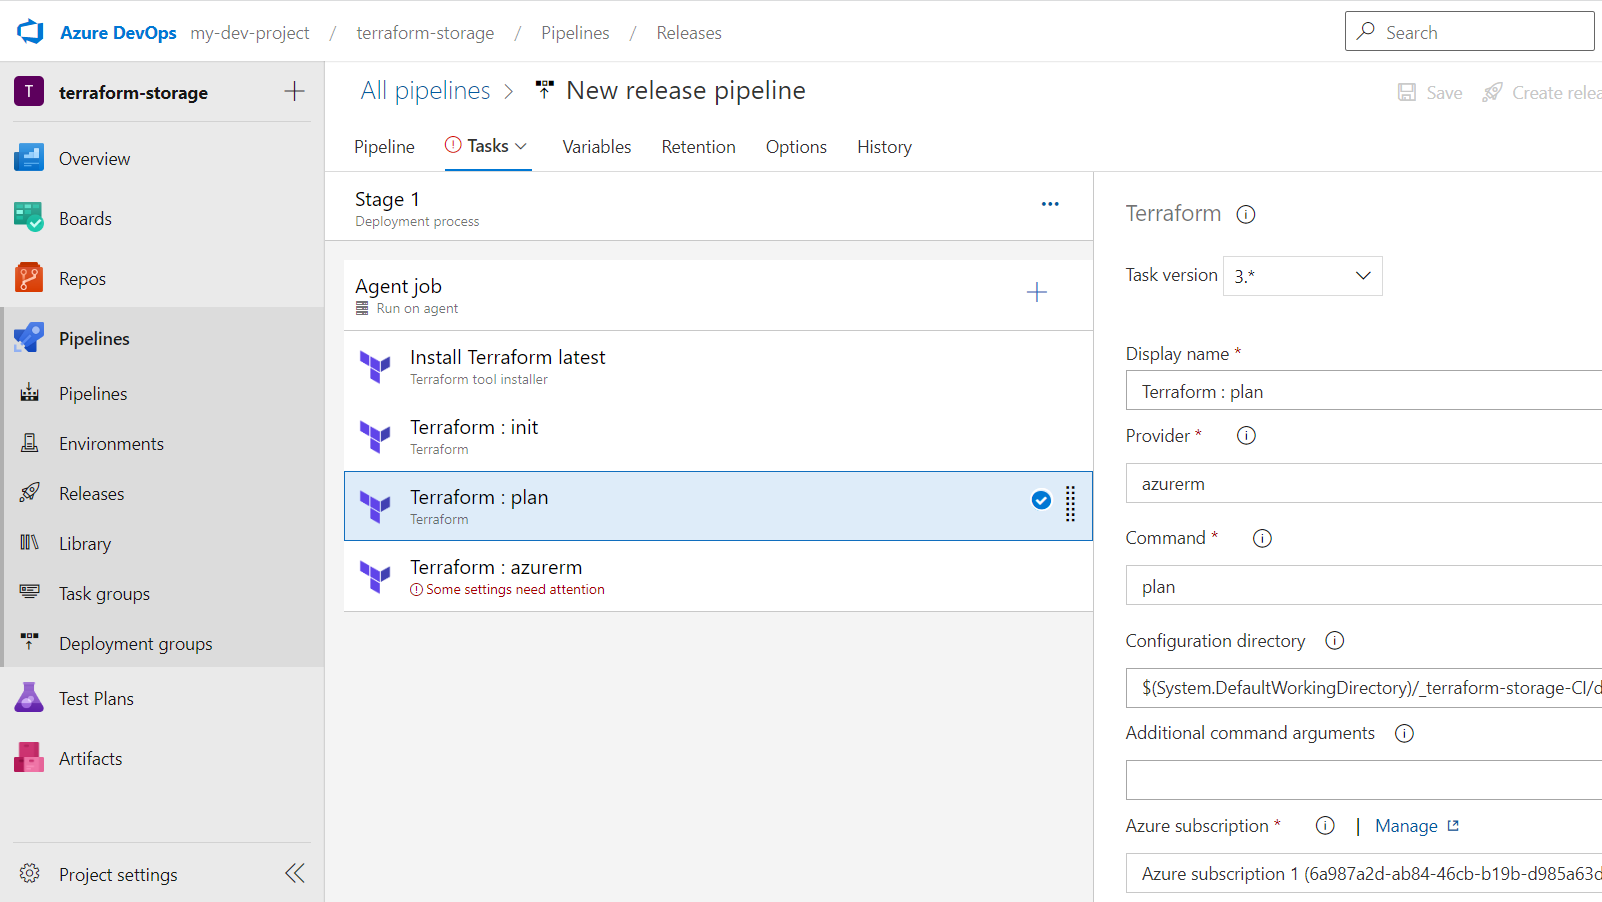 Azure DevOps my-dev-project / terraform-storage / Pipelines / Releases
Search
T terraform-storage
Overview
Boards
Repos
Pipelines
Pipelines
Environments
Releases
Library
Task groups
Deployment groups
Test Plans
Artifacts
Project settings
All pipelines > New release pipeline
Save Create relea
Pipeline Tasks Variables Retention Options History
Stage 1
Deployment process
Agent job
Run on agent
Install Terraform latest
Terraform tool installer
Terraform : init
Terraform
Terraform : plan
Terraform
Terraform : azurerm
Some settings need attention
Terraform
Task version 3.*
Display name *
Terraform : plan
Provider *
azurerm
Command *
plan
Configuration directory
$(System.DefaultWorkingDirectory)/_terraform-storage-CI/d
Additional command arguments
Azure subscription * | Manage
Azure subscription 1 (6a987a2d-ab84-46cb-b19b-d985a63d